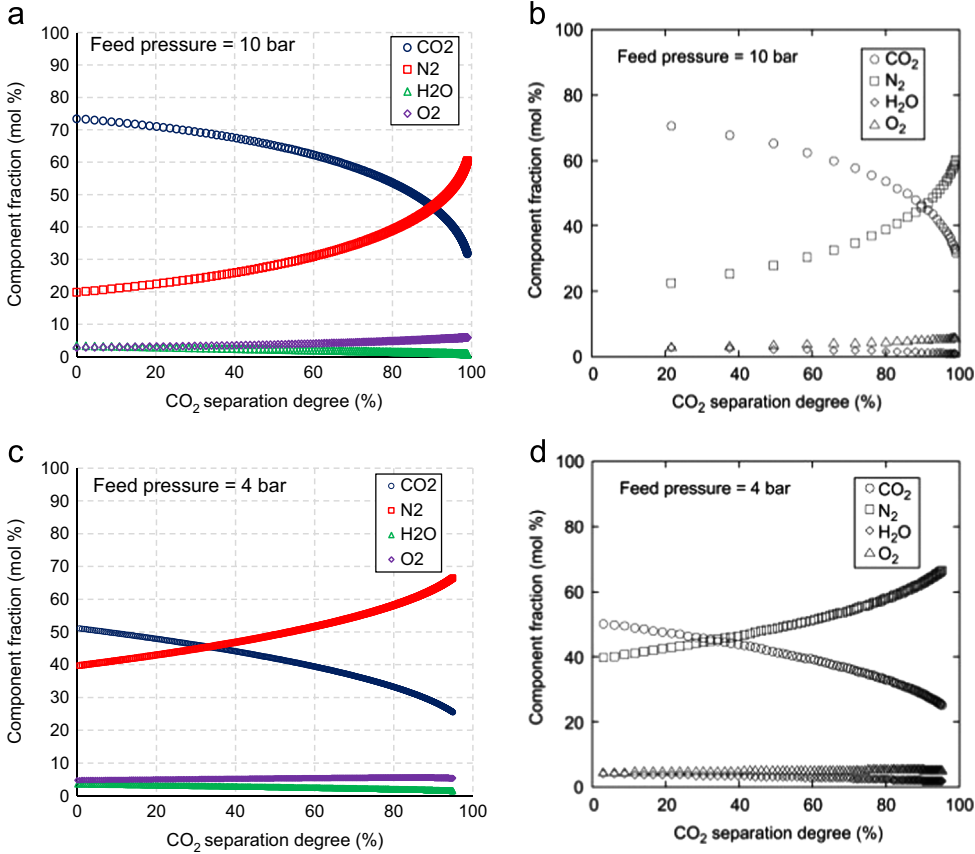 a
Component fraction (mol %)
100
90
80
70
60
50
40
30
20
10
0
Feed pressure = 10 bar
CO2
N2
H2O
O2
0 20 40 60 80 100
CO2 separation degree (%)
b
Component fraction (mol %)
100
80
60
40
20
0
Feed pressure = 10 bar
CO2
N2
H2O
O2
0 20 40 60 80 100
CO2 separation degree (%)
c
Component fraction (mol %)
100
90
80
70
60
50
40
30
20
10
0
Feed pressure = 4 bar
CO2
N2
H2O
O2
0 20 40 60 80 100
CO2 separation degree (%)
d
Component fraction (mol %)
100
80
60
40
20
0
Feed pressure = 4 bar
CO2
N2
H2O
O2
0 20 40 60 80 100
CO2 separation degree (%)